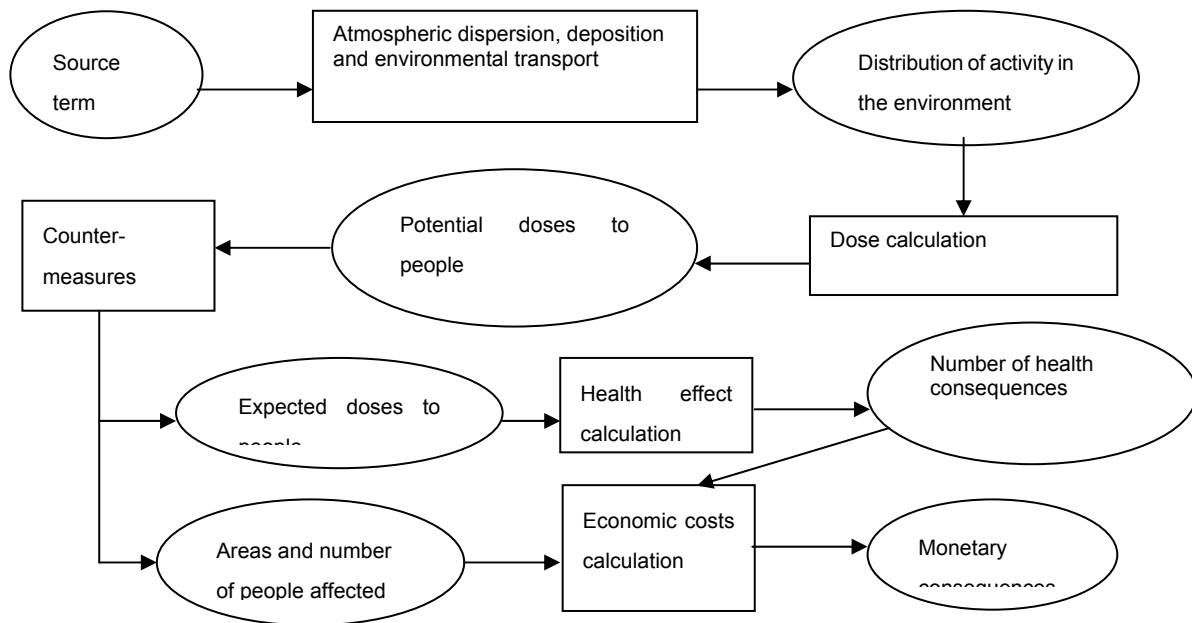 Source
term
Atmospheric dispersion, deposition
and environmental transport
Distribution of activity in
the environment
Counter-
measures
Potential doses to
people
Dose calculation
Expected doses to
people
Health effect
calculation
Number of health
consequences
Areas and number
of people affected
Economic costs
calculation
Monetary
consequences